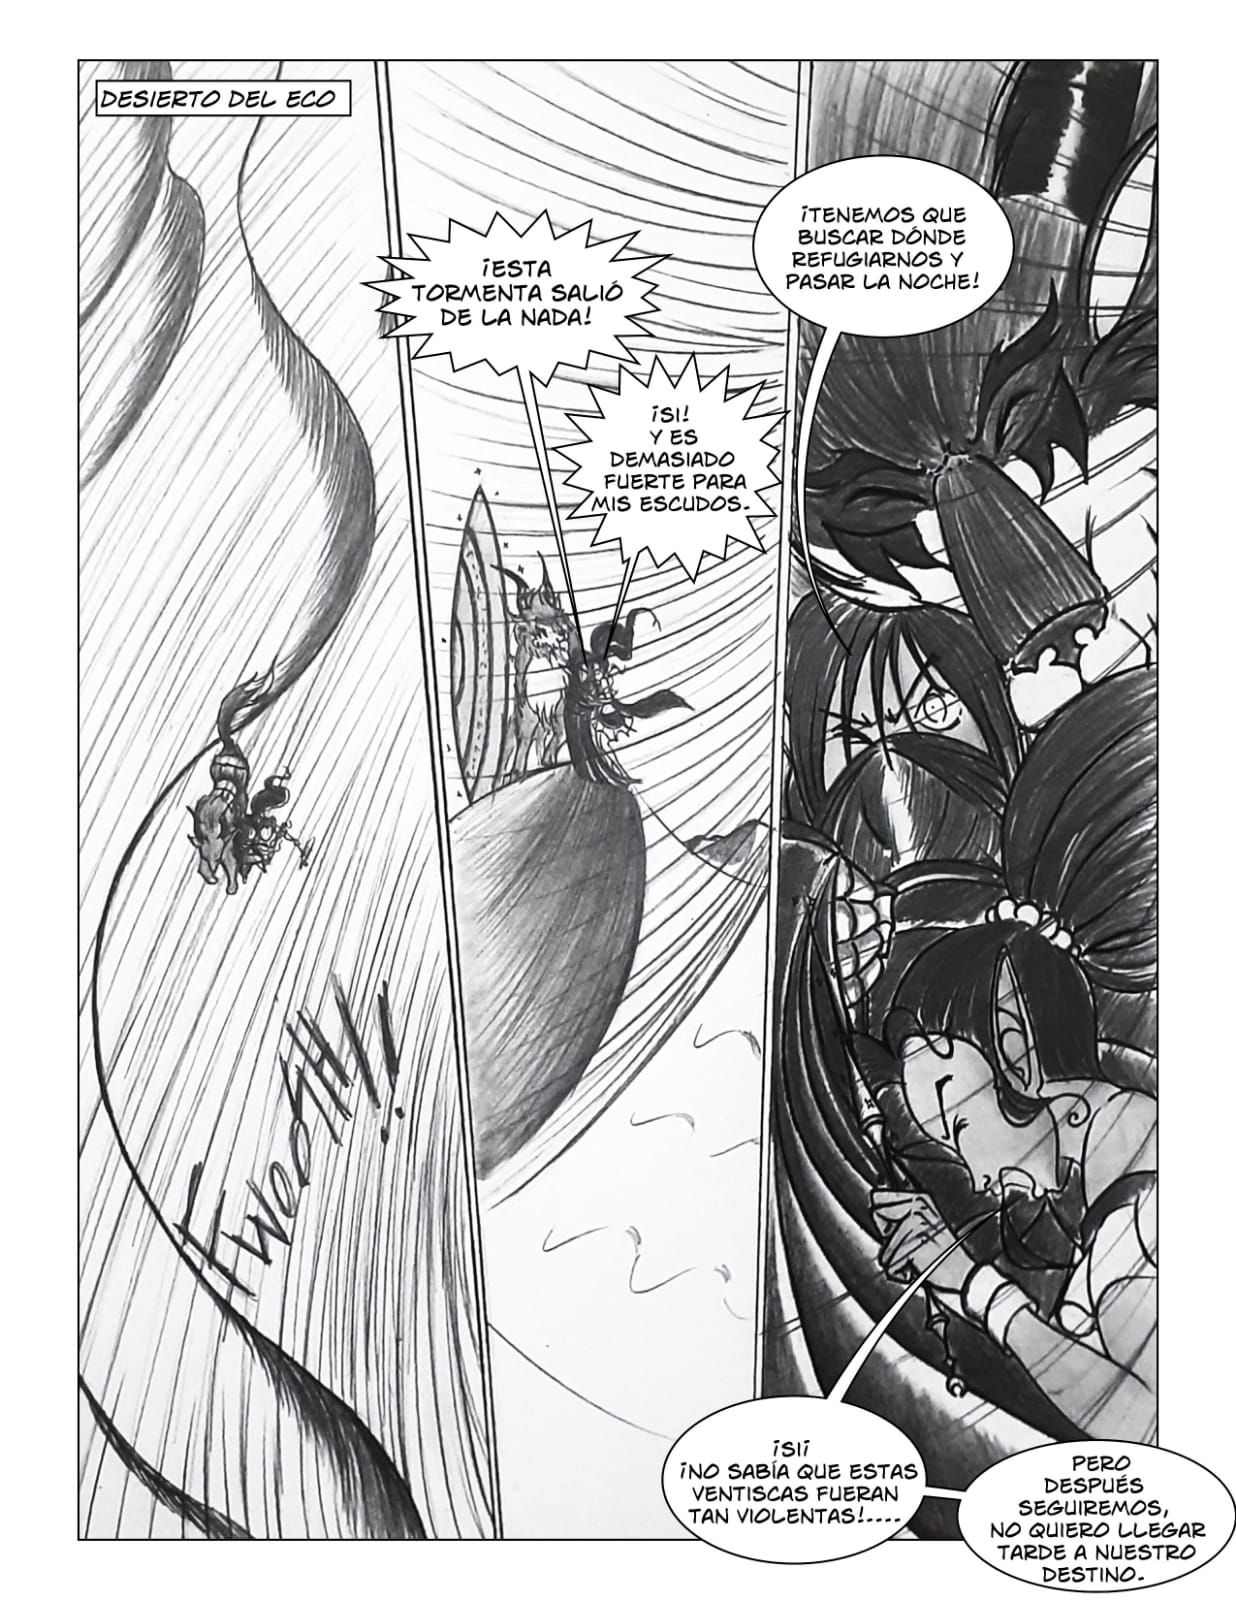 DESIERTO DEL ECO
¡ESTA
TORMENTA SALIÓ
DE LA NADA!
¡SI!
Y ES
DEMASIADO
FUERTE PARA
MIS ESCUDOS.
¡TENEMOS QUE
BUSCAR DÓNDE
REFUGIARNOS Y
PASAR LA NOCHE!
FWOSHH!!
¡SI¡
¡NO SABÍA QUE ESTAS
VENTISCAS FUERAN
TAN VIOLENTAS!....
PERO
DESPUÉS
SEGUIREMOS,
NO QUIERO LLEGAR
TARDE A NUESTRO
DESTINO.